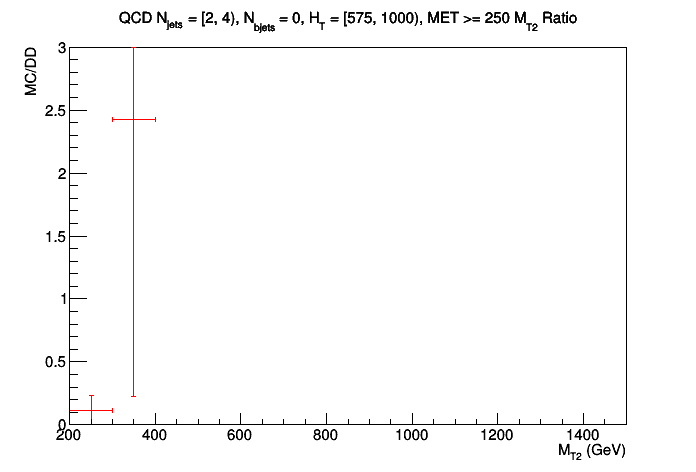 QCD N_jets = [2, 4), N_bjets = 0, H_T = [575, 1000), MET >= 250 M_T2 Ratio
MC/DD
3
2.5
2
1.5
1
0.5
0
200 400 600 800 1000 1200 1400
M_T2 (GeV)